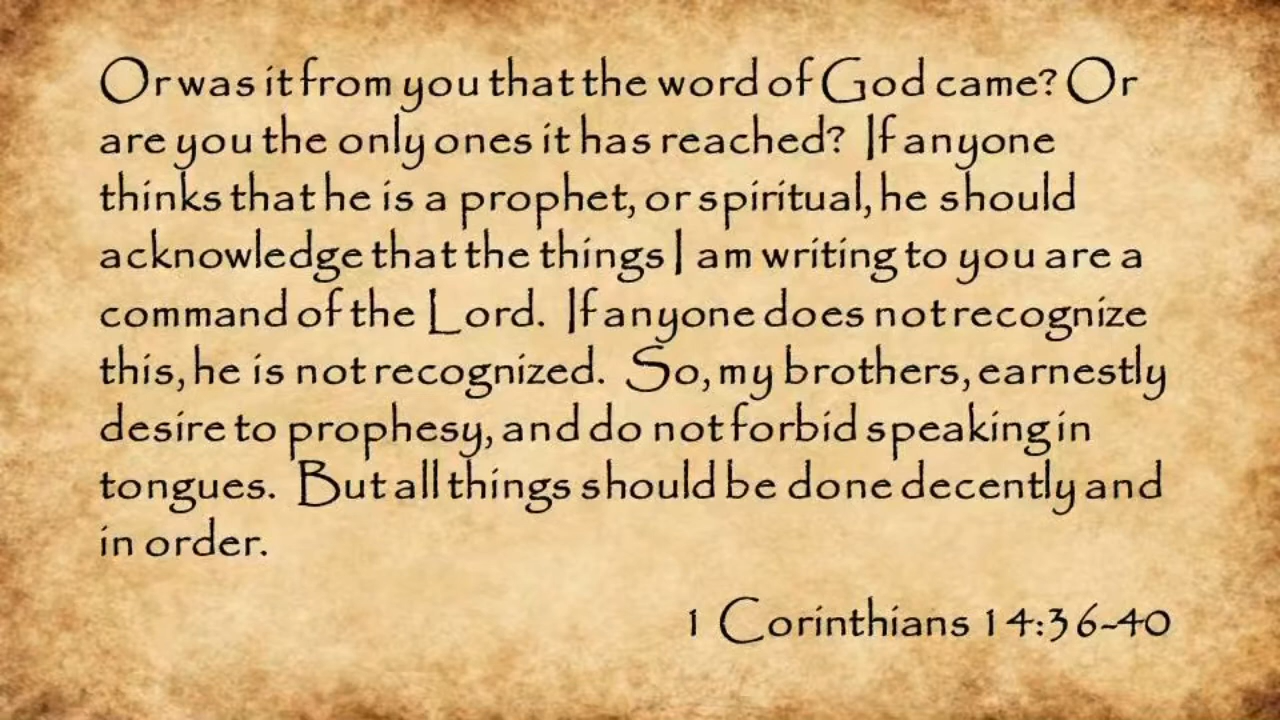 Or was it from you that the word of God came? Or
are you the only ones it has reached? If anyone
thinks that he is a prophet, or spiritual, he should
acknowledge that the things I am writing to you are a
command of the Lord. If anyone does not recognize
this, he is not recognized. So, my brothers, earnestly
desire to prophesy, and do not forbid speaking in
tongues. But all things should be done decently and
in order.
1 Corinthians 14:36-40